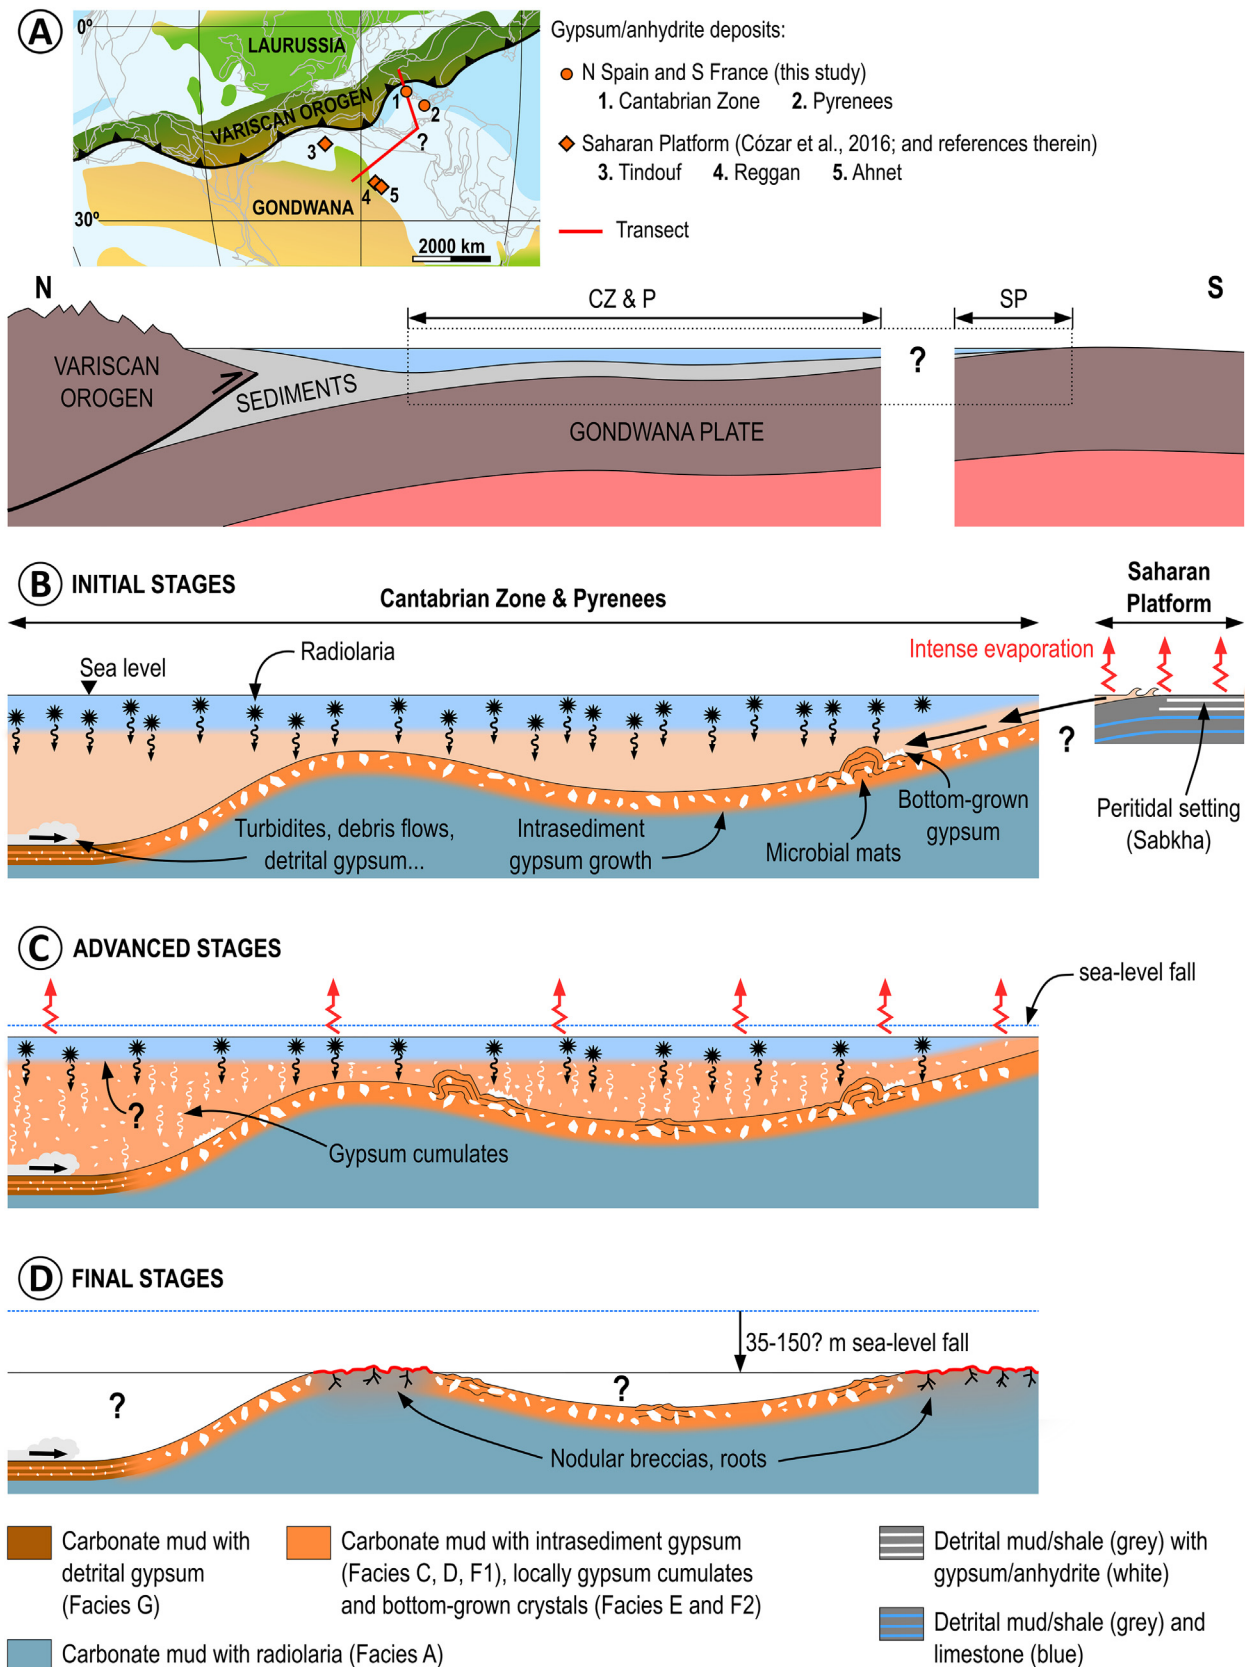 A
0º
LAURUSSIA
VARISCAN OROGEN
1
2
?
3
4
5
GONDWANA
30º
2000 km
Gypsum/anhydrite deposits:
N Spain and S France (this study)
1. Cantabrian Zone 2. Pyrenees
Saharan Platform (Cózar et al., 2016; and references therein)
3. Tindouf 4. Reggan 5. Ahnet
Transect
N
CZ & P
SP
S
VARISCAN
OROGEN
SEDIMENTS
?
GONDWANA PLATE
B INITIAL STAGES
Cantabrian Zone & Pyrenees
Saharan
Platform
Sea level
Radiolaria
Intense evaporation
?
Turbidites, debris flows,
detrital gypsum...
Intrasediment
gypsum growth
Microbial mats
Bottom-grown
gypsum
Peritidal setting
(Sabkha)
C ADVANCED STAGES
sea-level fall
?
Gypsum cumulates
D FINAL STAGES
35-150? m sea-level fall
?
?
Nodular breccias, roots
Carbonate mud with
detrital gypsum
(Facies G)
Carbonate mud with intrasediment gypsum
(Facies C, D, F1), locally gypsum cumulates
and bottom-grown crystals (Facies E and F2)
Detrital mud/shale (grey) with
gypsum/anhydrite (white)
Carbonate mud with radiolaria (Facies A)
Detrital mud/shale (grey) and
limestone (blue)